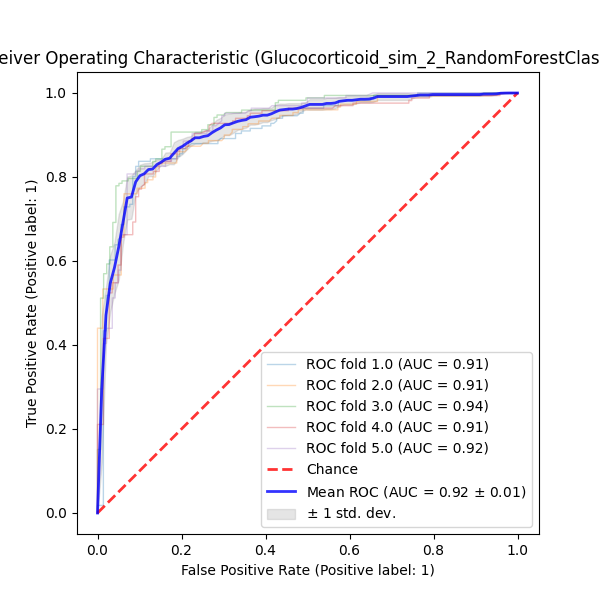 eiver Operating Characteristic (Glucocorticoid_sim_2_RandomForestClas
1.0
0.8
0.6
0.4
0.2
0.0
True Positive Rate (Positive label: 1)
ROC fold 1.0 (AUC = 0.91)
ROC fold 2.0 (AUC = 0.91)
ROC fold 3.0 (AUC = 0.94)
ROC fold 4.0 (AUC = 0.91)
ROC fold 5.0 (AUC = 0.92)
Chance
Mean ROC (AUC = 0.92 ± 0.01)
± 1 std. dev.
0.0 0.2 0.4 0.6 0.8 1.0
False Positive Rate (Positive label: 1)